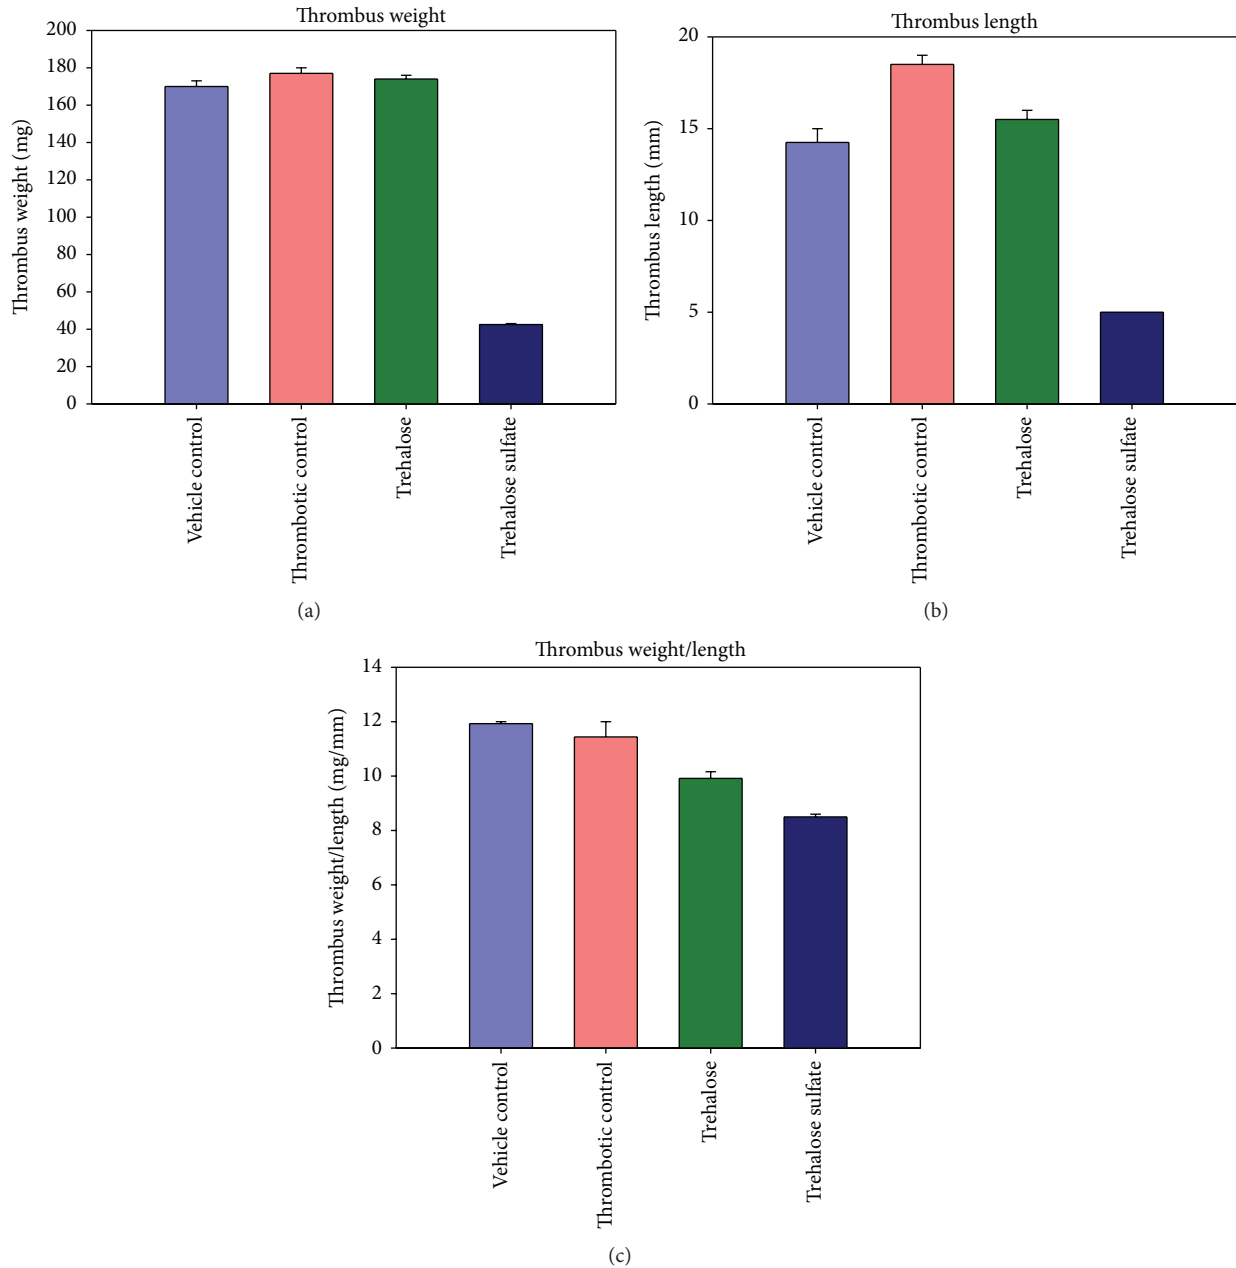 Thrombus weight
200
180
160
140
120
100
80
60
40
20
0
Thrombus weight (mg)
Vehicle control
Thrombotic control
Trehalose
Trehalose sulfate
(a)
Thrombus length
20
15
10
5
0
Thrombus length (mm)
Vehicle control
Thrombotic control
Trehalose
Trehalose sulfate
(b)
Thrombus weight/length
14
12
10
8
6
4
2
0
Thrombus weight/length (mg/mm)
Vehicle control
Thrombotic control
Trehalose
Trehalose sulfate
(c)